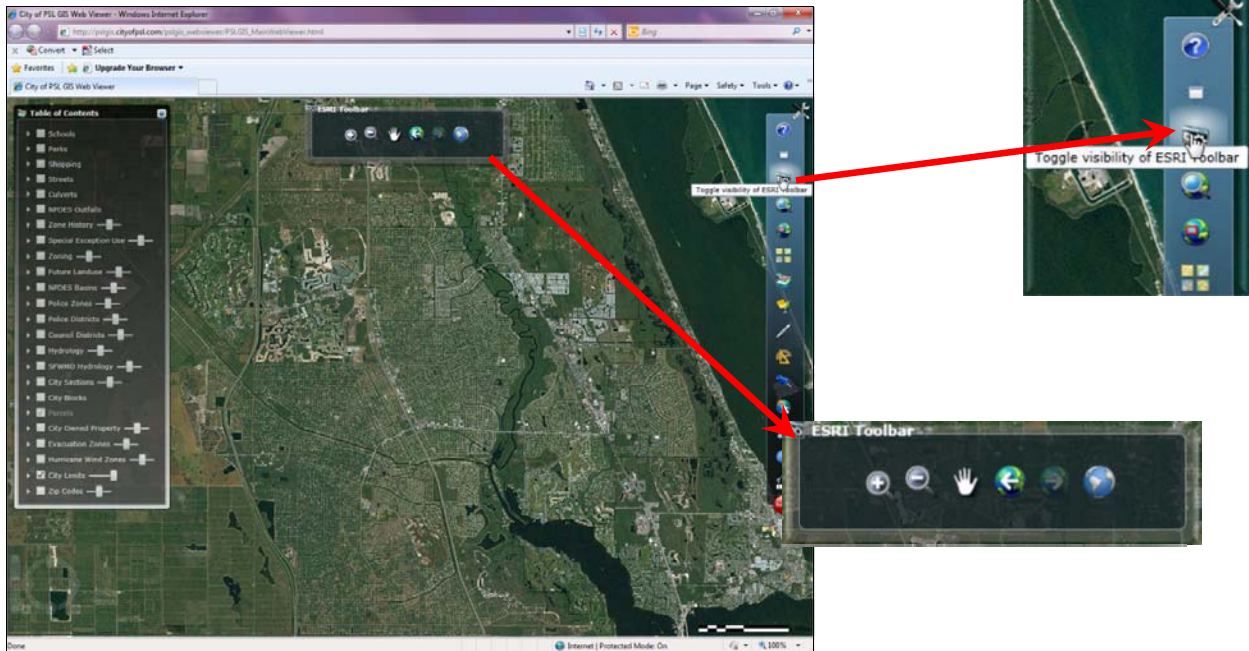 City of PSL GIS Web Viewer - Windows Internet Explorer
http://pslgis.cityofpsl.com/pslgis_webviewer/PSLGIS_MainWebViewer.html
Bing
x Convert Select
Favorites Upgrade Your Browser
City of PSL GIS Web Viewer
Page Safety Tools
Table of Contents
Schools
Parks
Shopping
Streets
Culverts
NPDES Outfalls
Zone History
Special Exception Use
Zoning
Future Landuse
NPDES Basins
Police Zones
Police Districts
Council Districts
Hydrology
SFWMD Hydrology
City Sections
City Blocks
Parcels
City Owned Property
Evacuation Zones
Hurricane Wind Zones
City Limits
Zip Codes
ESRI Toolbar
Toggle visibility of ESRI Toolbar
Toggle visibility of ESRI Toolbar
ESRI Toolbar
Done
Internet | Protected Mode: On
100%